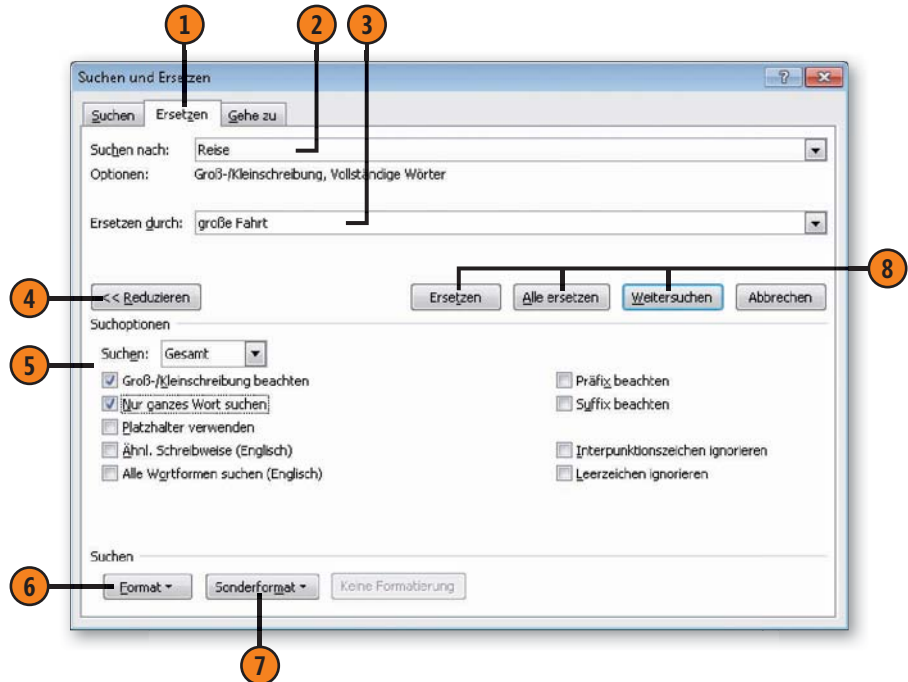 1 2 3
Suchen und Ersetzen
Suchen Ersetzen Gehe zu
Suchen nach: Reise
Optionen: Groß-/Kleinschreibung, Vollständige Wörter
Ersetzen durch: große Fahrt
8
4 << Reduzieren Ersetzen Alle ersetzen Weitersuchen Abbrechen
Suchoptionen
Suchen: Gesamt
5
Groß-/Kleinschreibung beachten Präfix beachten
Nur ganzes Wort suchen Suffix beachten
Platzhalter verwenden
Ähnl. Schreibweise (Englisch) Interpunktionszeichen ignorieren
Alle Wortformen suchen (Englisch) Leerzeichen ignorieren
Suchen
6 Format Sonderformat Keine Formatierung
7